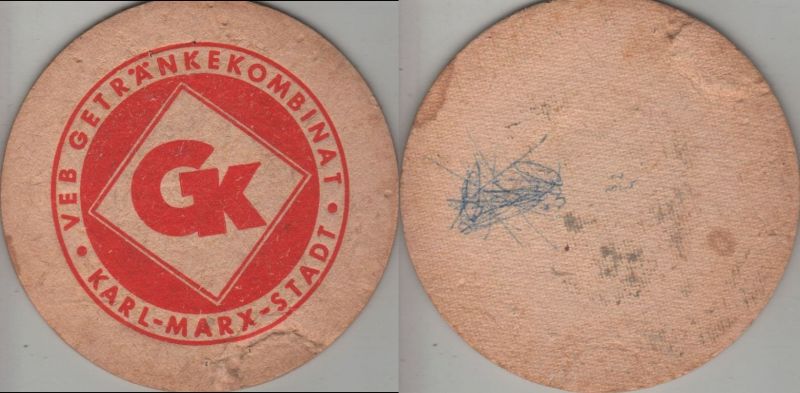 VEB GETRÄNKEKOMBINAT
GK
KARL-MARX-STADT